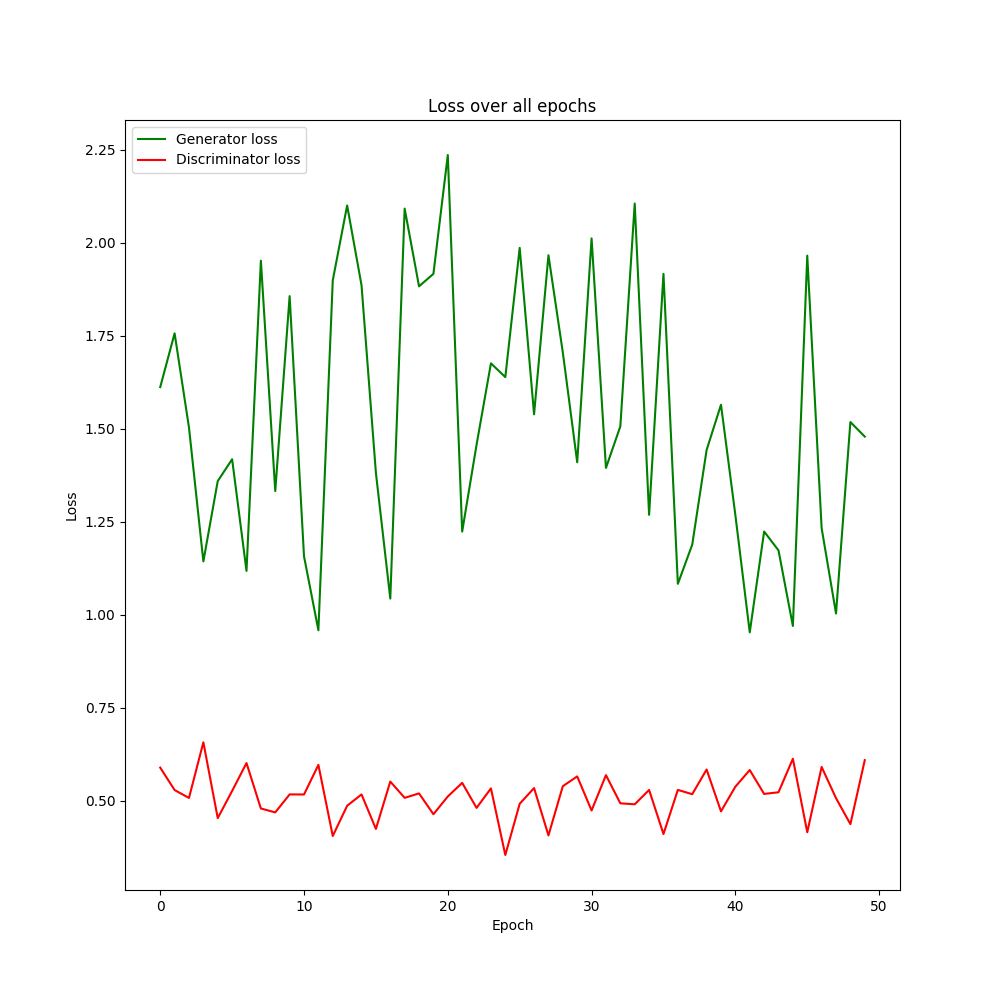 Loss over all epochs
Generator loss
Discriminator loss
2.25
2.00
1.75
1.50
1.25
1.00
0.75
0.50
Loss
0 10 20 30 40 50
Epoch